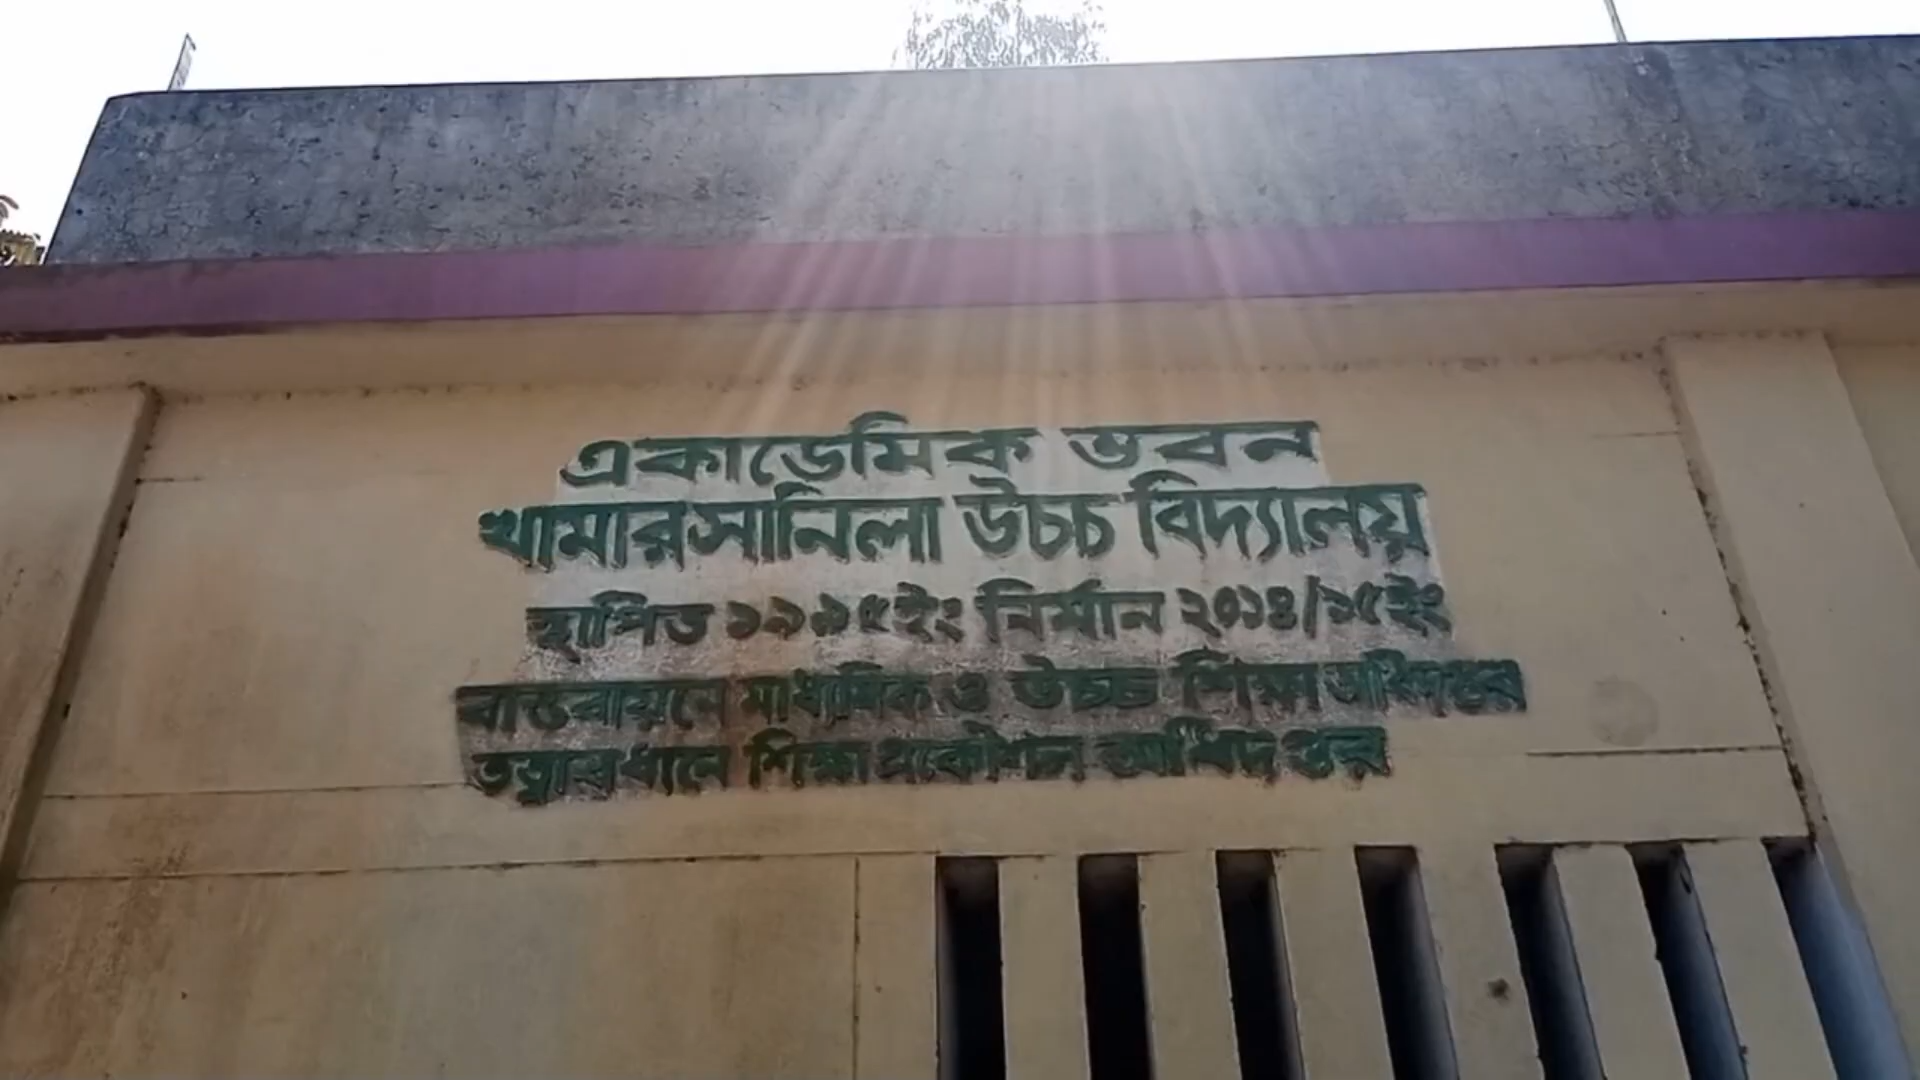 একাডেমিক ভবন
খামারসানিলা উচ্চ বিদ্যালয়
স্থাপিত ১৯৯৫ইং নির্মান ২০১৪/১৫ইং
বাস্তবায়নে মাধ্যমিক ও উচ্চ শিক্ষা অধিদপ্তর
তত্ত্বাবধানে শিক্ষা প্রকৌশল অধিদপ্তর